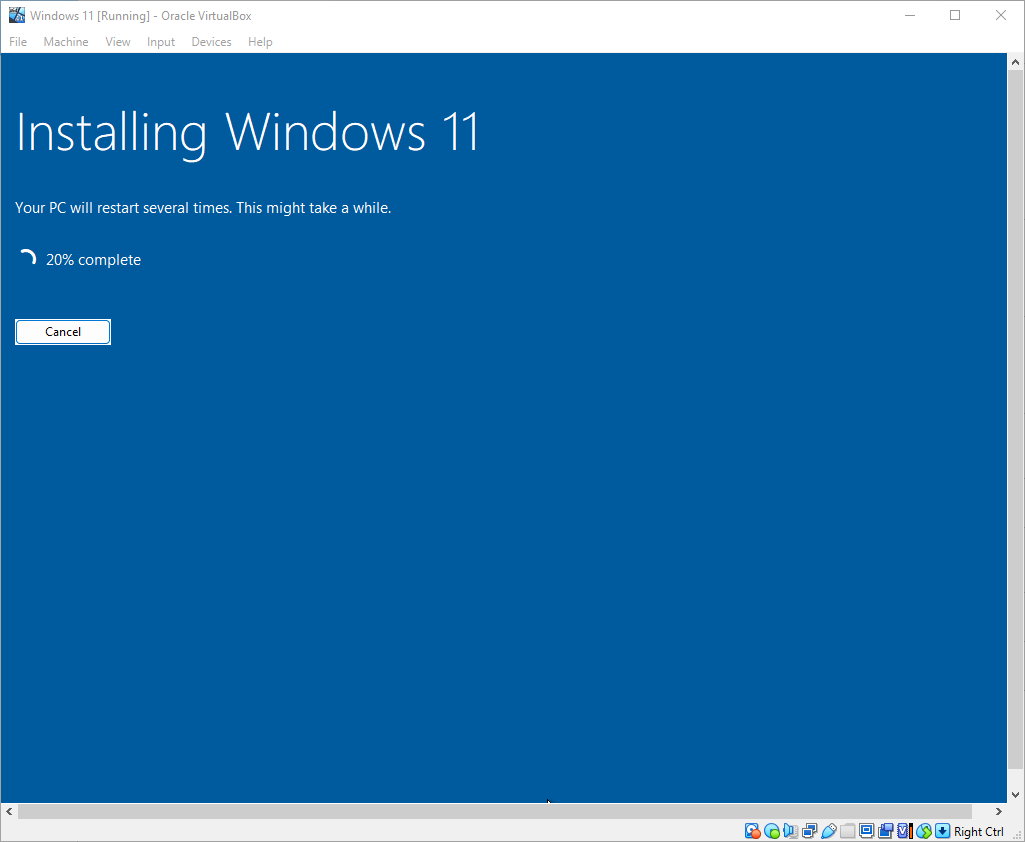 Windows 11 [Running] - Oracle VirtualBox
File Machine View Input Devices Help
Installing Windows 11
Your PC will restart several times. This might take a while.
20% complete
Cancel
Right Ctrl